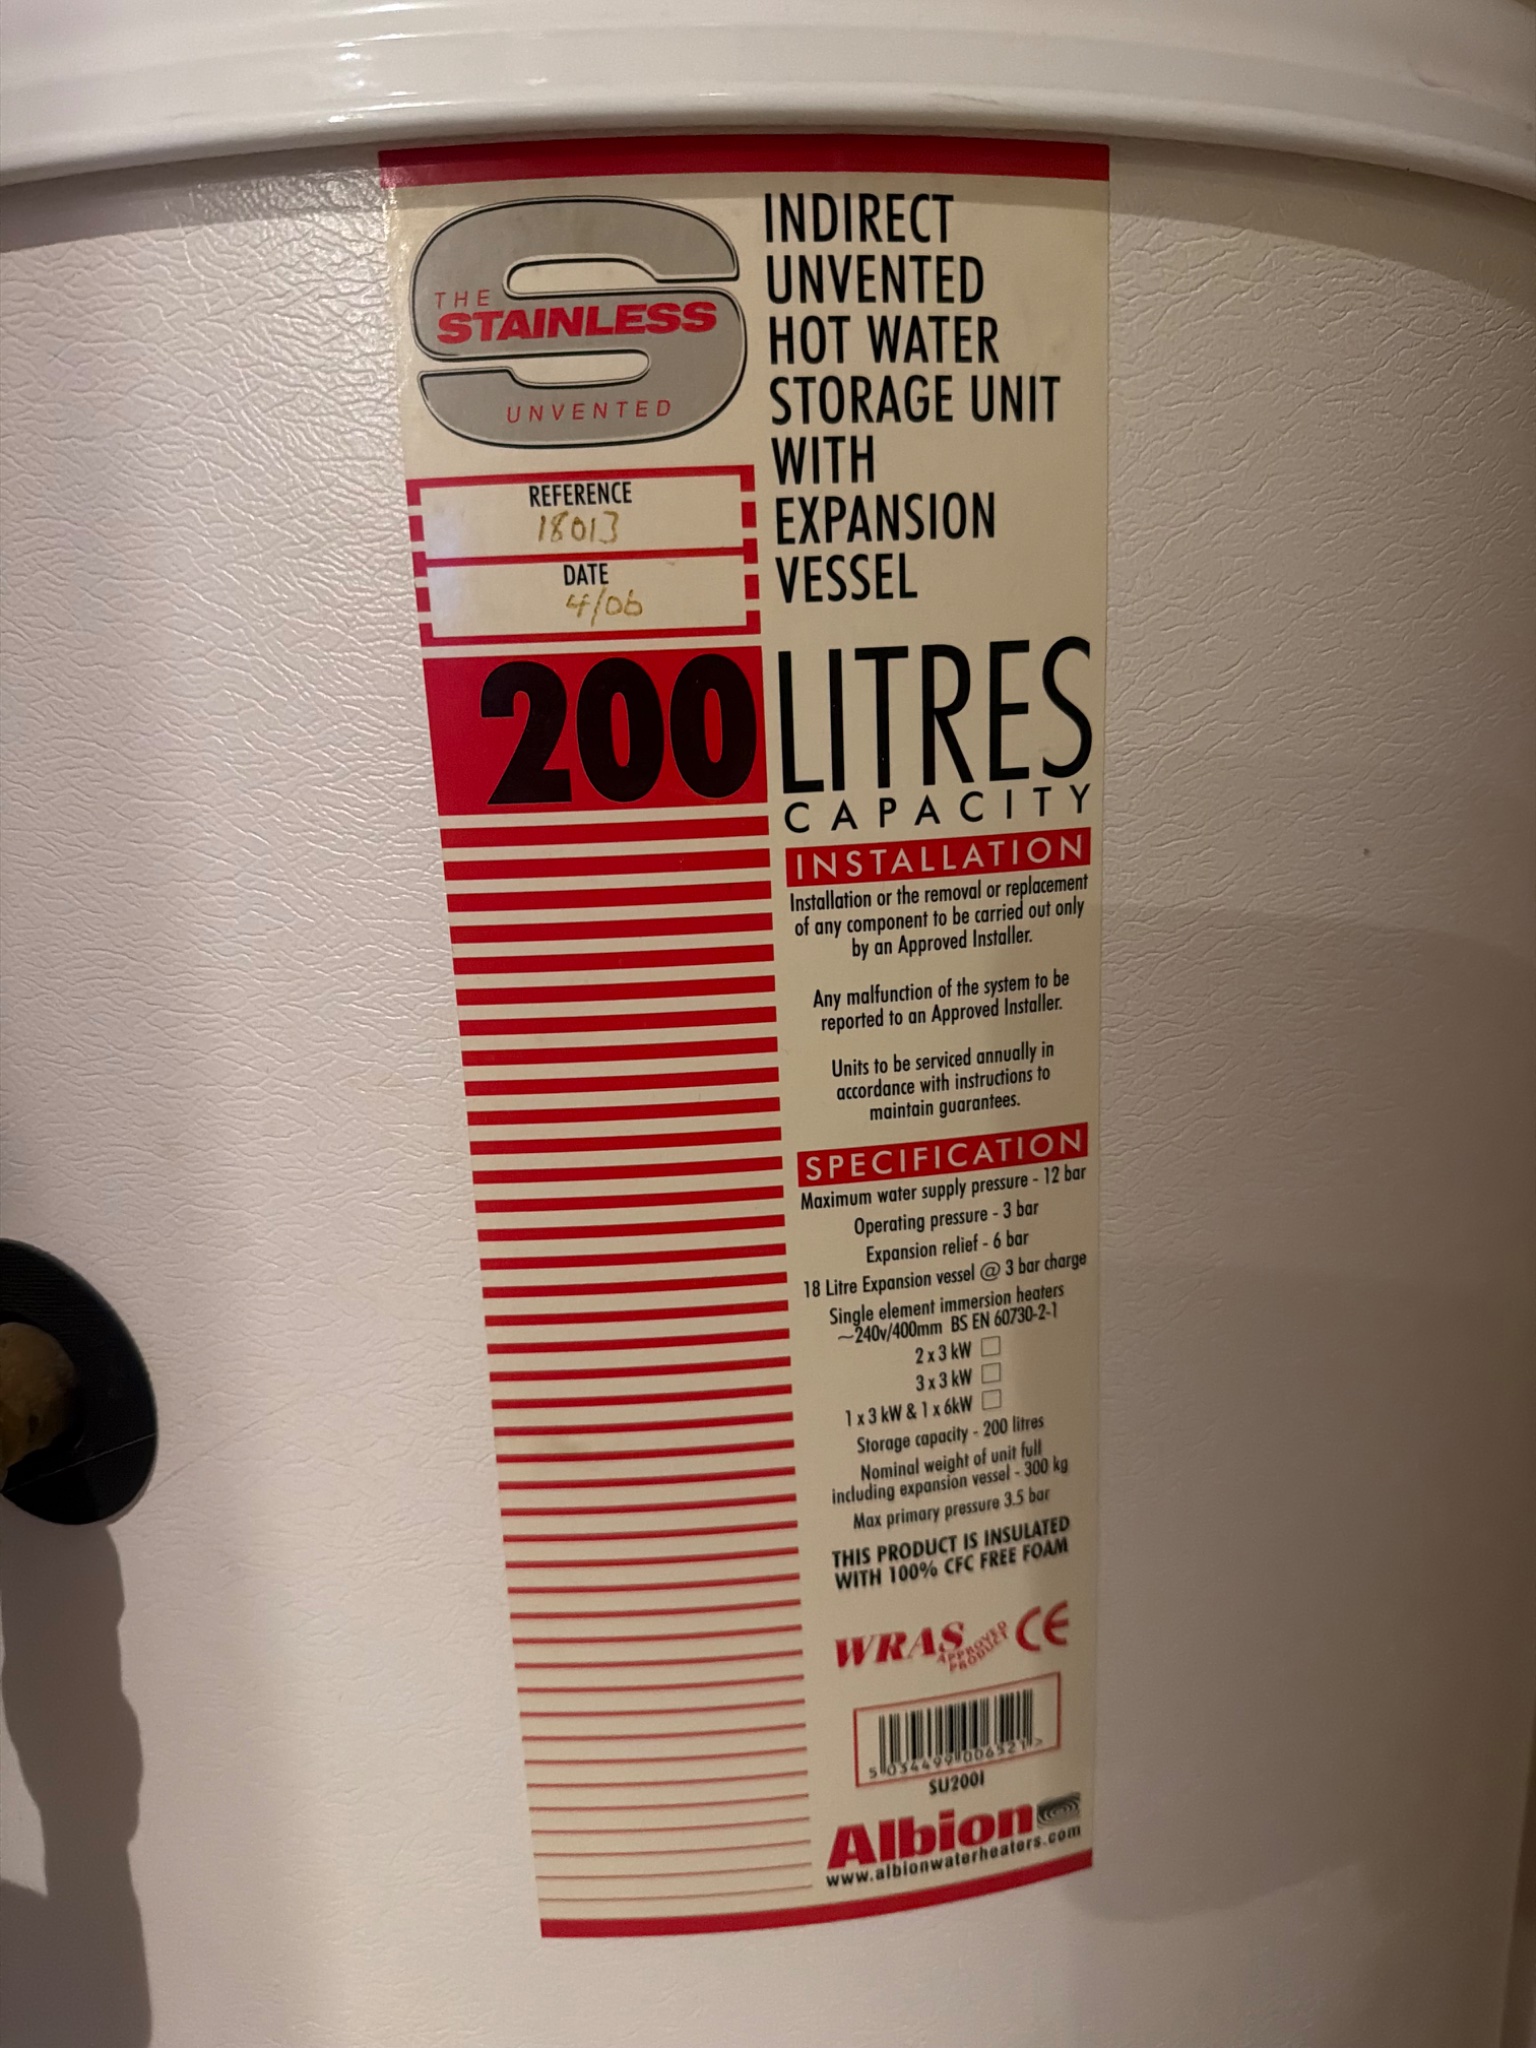 THE
STAINLESS
UNVENTED
INDIRECT
UNVENTED
HOT WATER
STORAGE UNIT
WITH
EXPANSION
VESSEL
REFERENCE
18013
DATE
4/06
200 LITRES
CAPACITY
INSTALLATION
Installation or the removal or replacement
of any component to be carried out only
by an Approved Installer.
Any malfunction of the system to be
reported to an Approved Installer.
Units to be serviced annually in
accordance with instructions to
maintain guarantees.
SPECIFICATION
Maximum water supply pressure - 12 bar
Operating pressure - 3 bar
Expansion relief - 6 bar
18 Litre Expansion vessel @ 3 bar charge
Single element immersion heaters
~240v/400mm BS EN 60730-2-1
2 x 3 kW
3 x 3 kW
1 x 3 kW & 1 x 6kW
Storage capacity - 200 litres
Nominal weight of unit full
including expansion vessel - 300 kg
Max primary pressure 3.5 bar
THIS PRODUCT IS INSULATED
WITH 100% CFC FREE FOAM
WRAS APPROVED PRODUCT CE
5 034499 006521 >
SU200I
Albion
www.albionwaterheaters.com